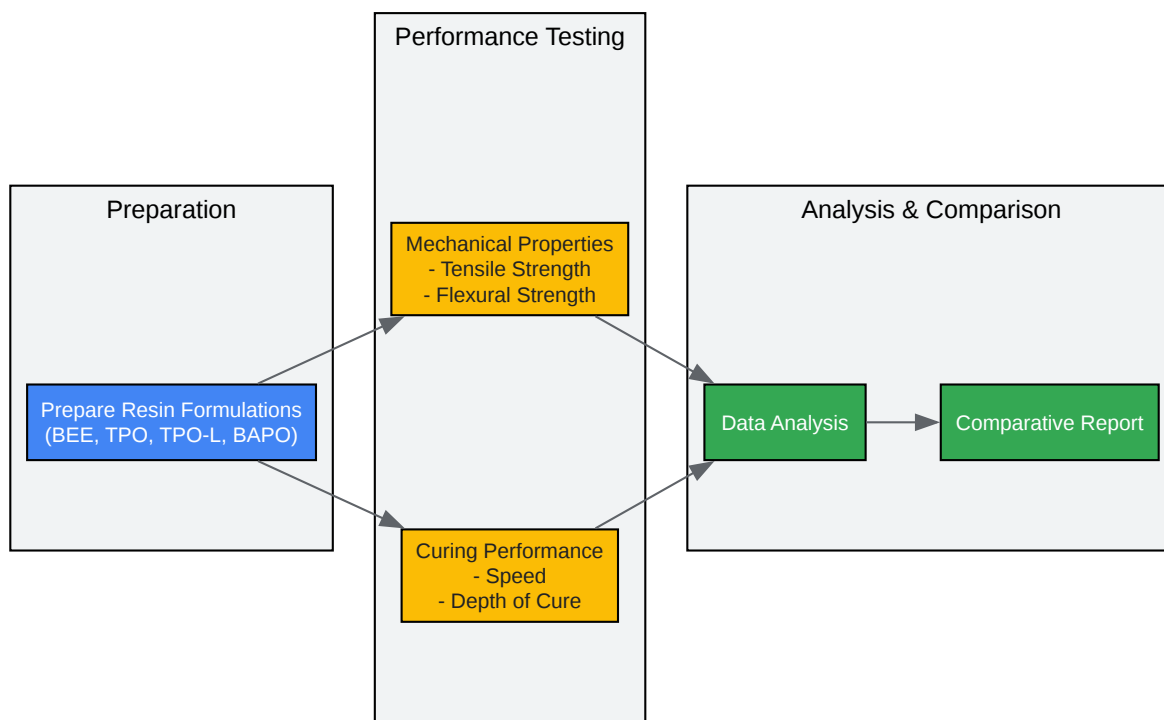 Preparation
Prepare Resin Formulations
(BEE, TPO, TPO-L, BAPO)
Performance Testing
Mechanical Properties
- Tensile Strength
- Flexural Strength
Curing Performance
- Speed
- Depth of Cure
Analysis & Comparison
Data Analysis
Comparative Report